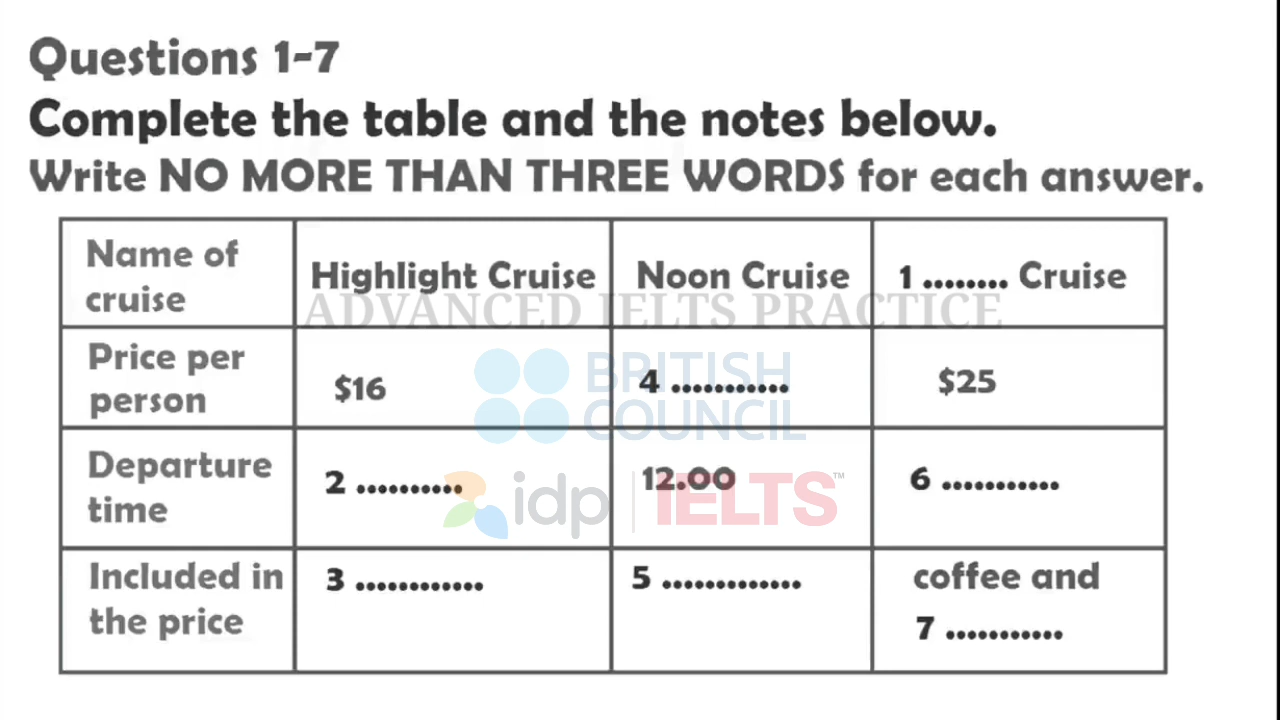 Questions 1-7
Complete the table and the notes below.
Write NO MORE THAN THREE WORDS for each answer.
Name of cruise
Highlight Cruise
Noon Cruise
1 ........ Cruise
ADVANCED IELTS PRACTICE
Price per person
$16
4 ...........
$25
BRITISH COUNCIL
Departure time
2 ..........
12.00
6 ...........
idp | IELTS™
Included in the price
3 ............
5 .............
coffee and
7 ...........